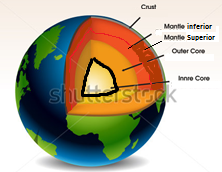 Crust
Mantle inferior
Mantle Superior
Outer Core
Innre Core
shutterstock